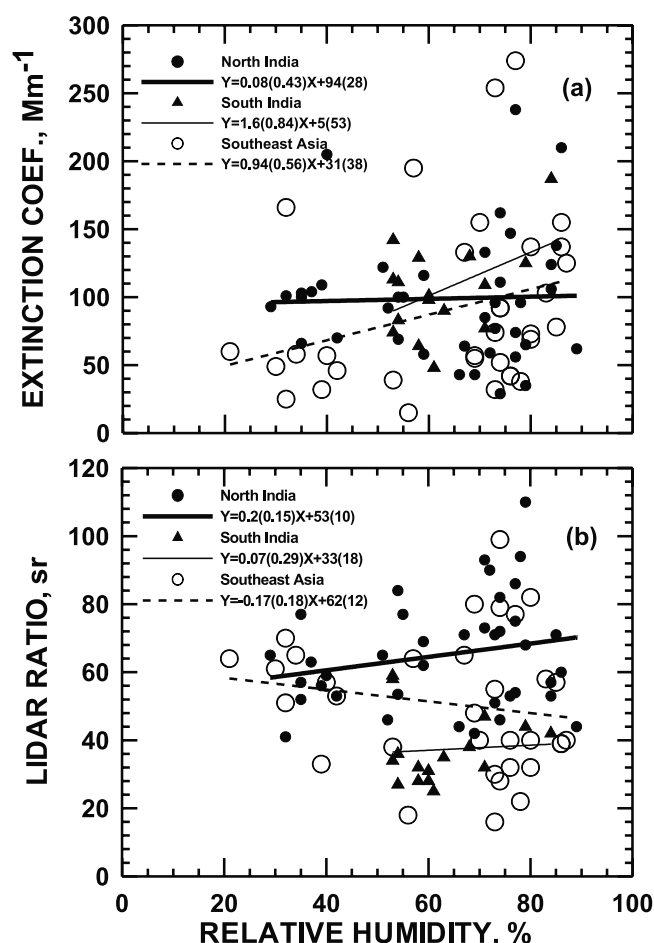 300
250
200
150
100
50
0
EXTINCTION COEF., Mm-1
North India
Y=0.08(0.43)X+94(28)
South India
Y=1.6(0.84)X+5(53)
Southeast Asia
Y=0.94(0.56)X+31(38)
(a)
120
100
80
60
40
20
0
LIDAR RATIO, sr
North India
Y=0.2(0.15)X+53(10)
South India
Y=0.07(0.29)X+33(18)
Southeast Asia
Y=-0.17(0.18)X+62(12)
(b)
0 20 40 60 80 100
RELATIVE HUMIDITY, %